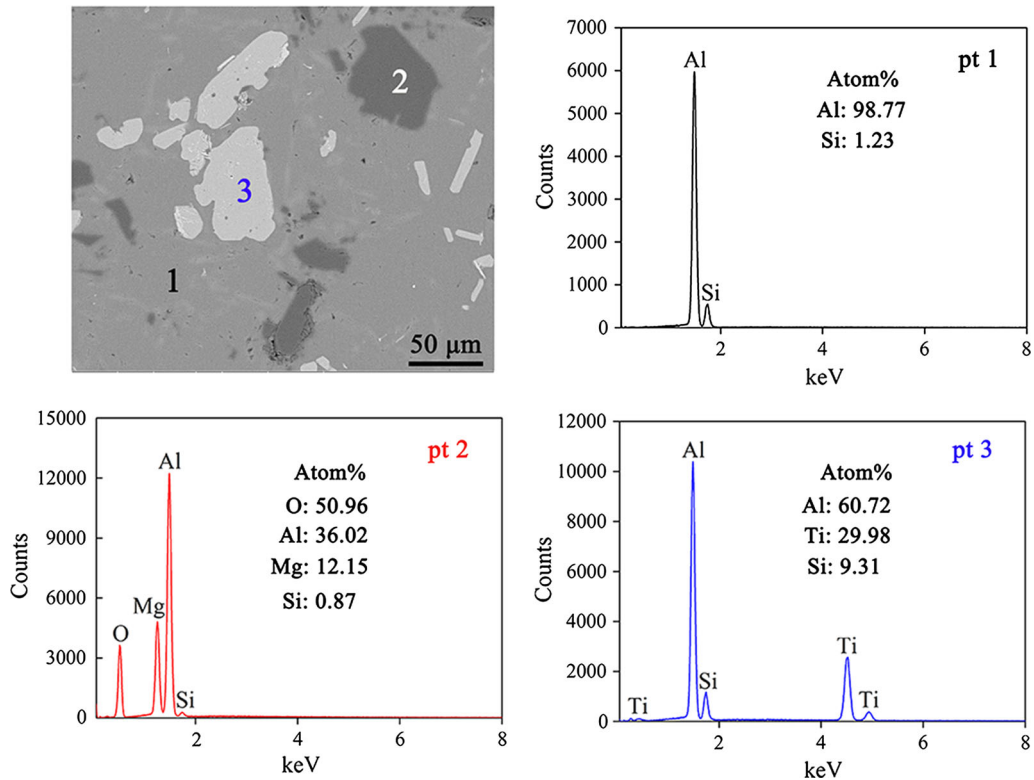 1
2
3
50 µm
pt 1
Atom%
Al: 98.77
Si: 1.23
Al
Si
Counts
7000
6000
5000
4000
3000
2000
1000
0
2
4
6
8
keV
pt 2
Atom%
O: 50.96
Al: 36.02
Mg: 12.15
Si: 0.87
Al
Mg
O
Si
Counts
15000
12000
9000
6000
3000
0
2
4
6
8
keV
pt 3
Atom%
Al: 60.72
Ti: 29.98
Si: 9.31
Al
Si
Ti
Ti
Ti
Counts
12000
10000
8000
6000
4000
2000
0
2
4
6
8
keV